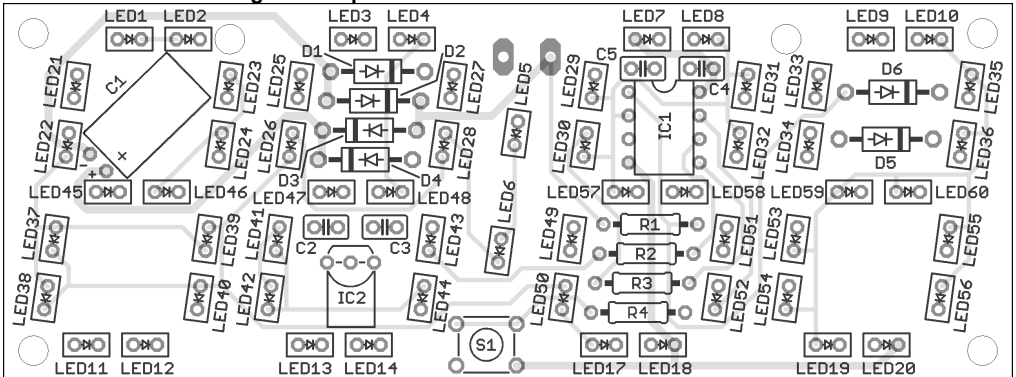 LED1 LED2 LED3 LED4 LED7 LED8 LED9 LED10
D1 D2
LED21 C1 LED23 LED25 LED27 LED5 LED29 C5 C4 LED31 LED33 D6 LED35
LED22 LED24 LED26 LED28 LED30 IC1 LED32 LED34 D5 LED36
- + x
D3 D4
LED45 LED46 LED47 LED48 LED6 LED57 LED58 LED59 LED60
LED37 LED39 LED41 C2 C3 LED43 LED49 R1 LED51 LED53 LED55
R2
LED38 LED40 LED42 IC2 LED44 LED50 R3 LED52 LED54 LED56
R4
S1
LED11 LED12 LED13 LED14 LED17 LED18 LED19 LED20